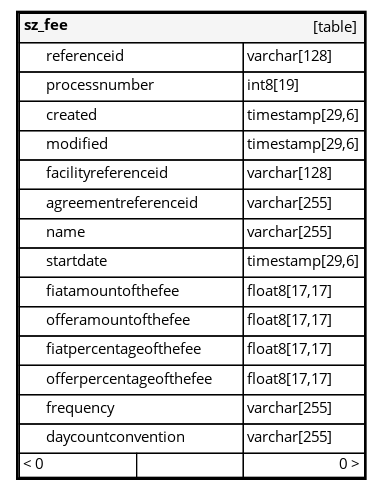 sz_fee [table]
referenceid varchar[128]
processnumber int8[19]
created timestamp[29,6]
modified timestamp[29,6]
facilityreferenceid varchar[128]
agreementreferenceid varchar[255]
name varchar[255]
startdate timestamp[29,6]
fiatamountofthefee float8[17,17]
offeramountofthefee float8[17,17]
fiatpercentageofthefee float8[17,17]
offerpercentageofthefee float8[17,17]
frequency varchar[255]
daycountconvention varchar[255]
< 0 0 >